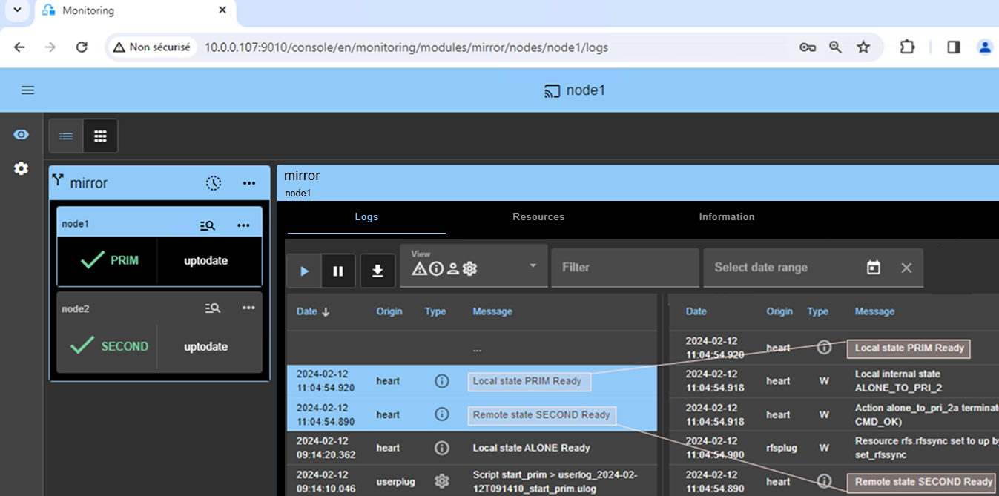 Monitoring
Non sécurisé
10.0.0.107:9010/console/en/monitoring/modules/mirror/nodes/node1/logs
node1
mirror
node1
PRIM
uptodate
node2
SECOND
uptodate
mirror
node1
Logs
Resources
Information
View
Filter
Select date range
Date
Origin
Type
Message
...
2024-02-12
11:04:54.920
heart
Local state PRIM Ready
2024-02-12
11:04:54.890
heart
Remote state SECOND Ready
2024-02-12
09:14:20.362
heart
Local state ALONE Ready
2024-02-12
09:14:10.046
userplug
Script start_prim > userlog_2024-02-
12T091410_start_prim.ulog
Date
Origin
Type
Message
2024-02-12
11:04:54.920
heart
Local state PRIM Ready
2024-02-12
11:04:54.918
heart
W
Local internal state
ALONE_TO_PRI_2
2024-02-12
11:04:54.918
heart
W
Action alone_to_pri_2a terminat
CMD_OK)
2024-02-12
11:04:54.900
rfsplug
W
Resource rfs.rfssync set to up by
set_rfssync
2024-02-12
11:04:54.890
heart
Remote state SECOND Ready